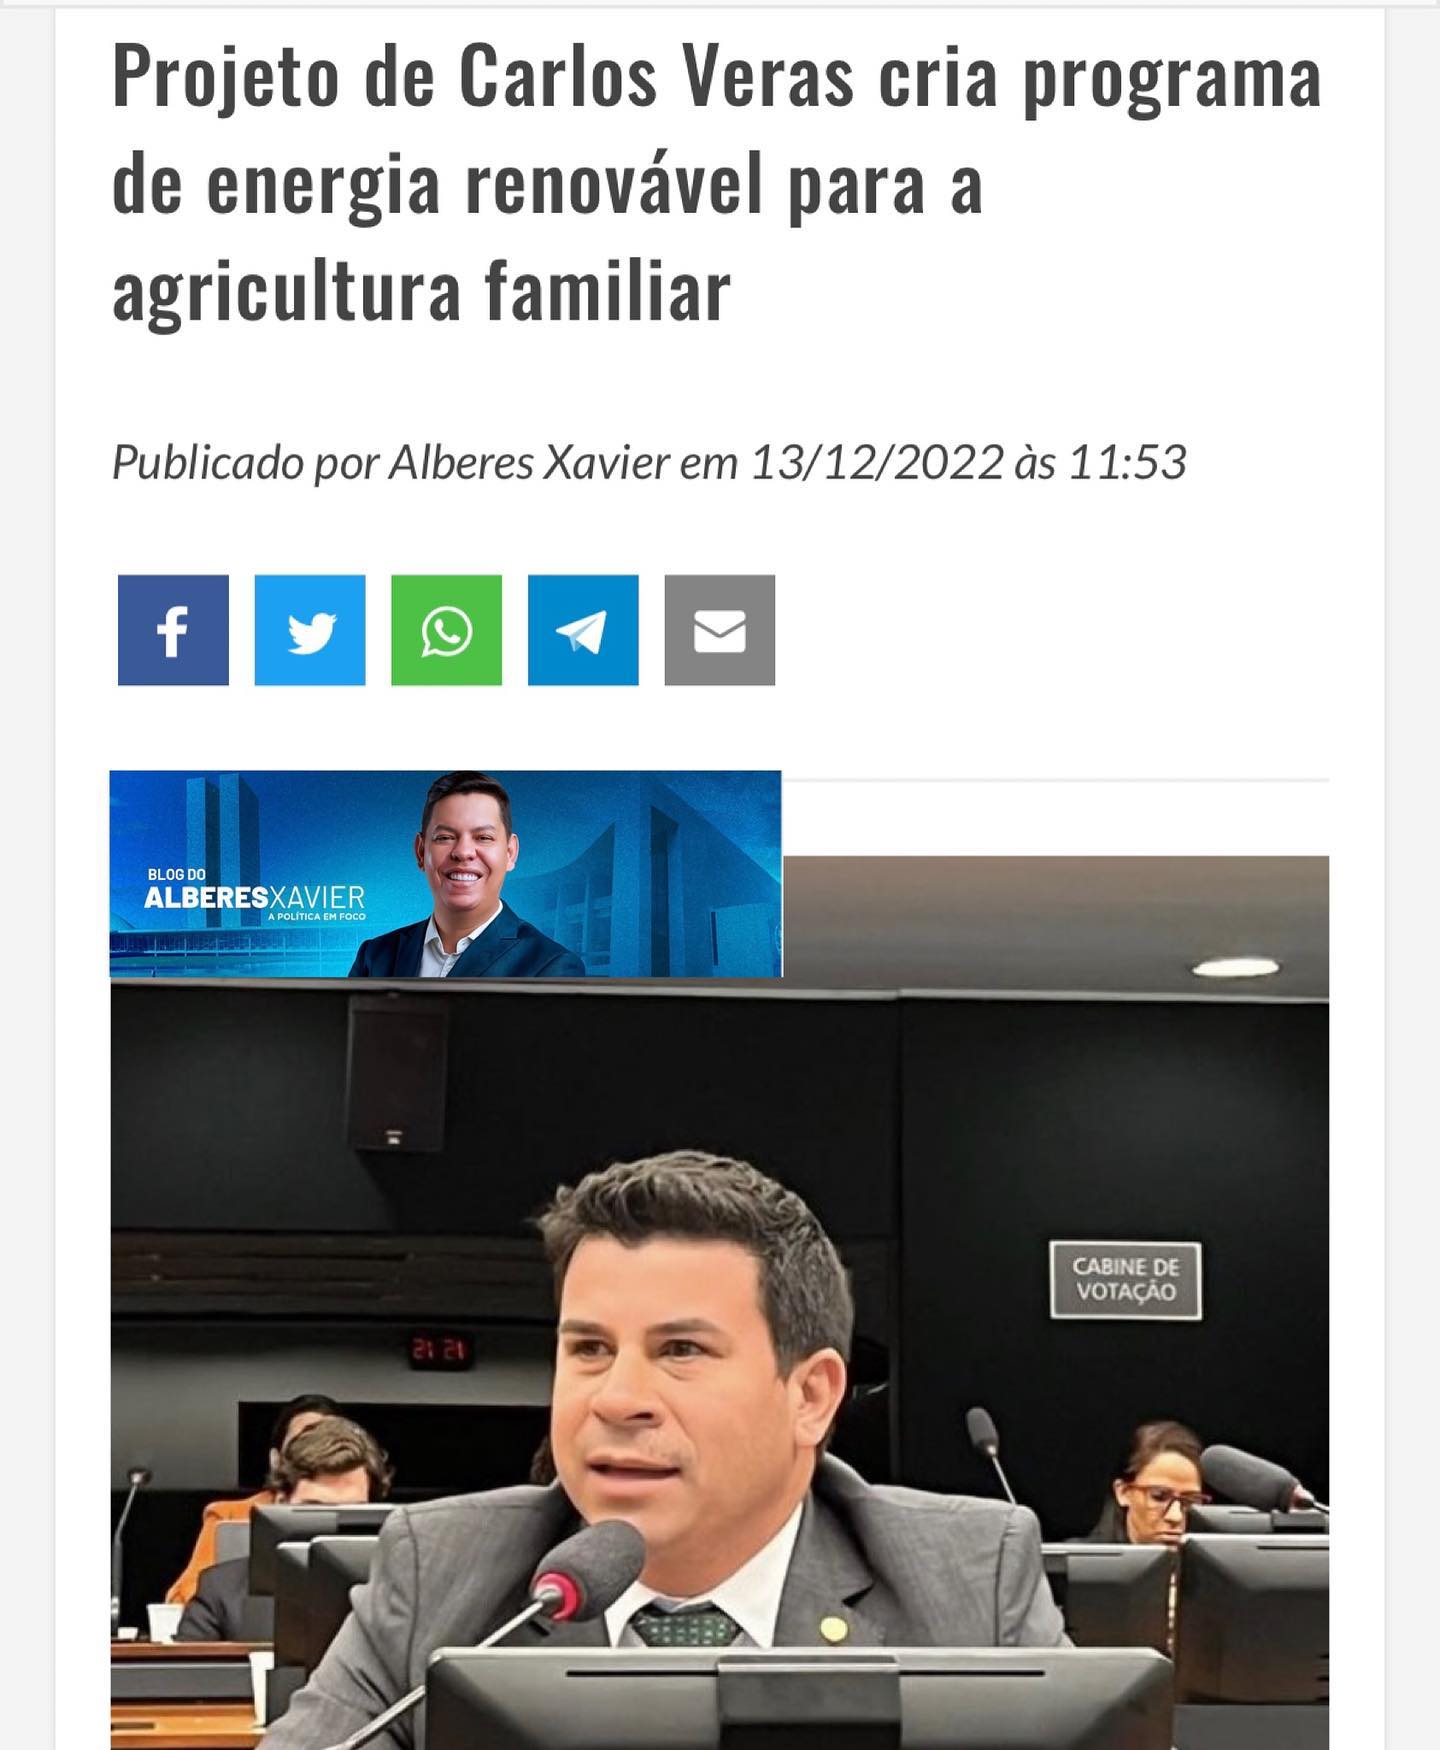 Projeto de Carlos Veras cria programa
de energia renovável para a
agricultura familiar
Publicado por Alberes Xavier em 13/12/2022 às 11:53
BLOG DO
ALBERESXAVIER
A POLÍTICA EM FOCO
CABINE DE
VOTAÇÃO
21 21